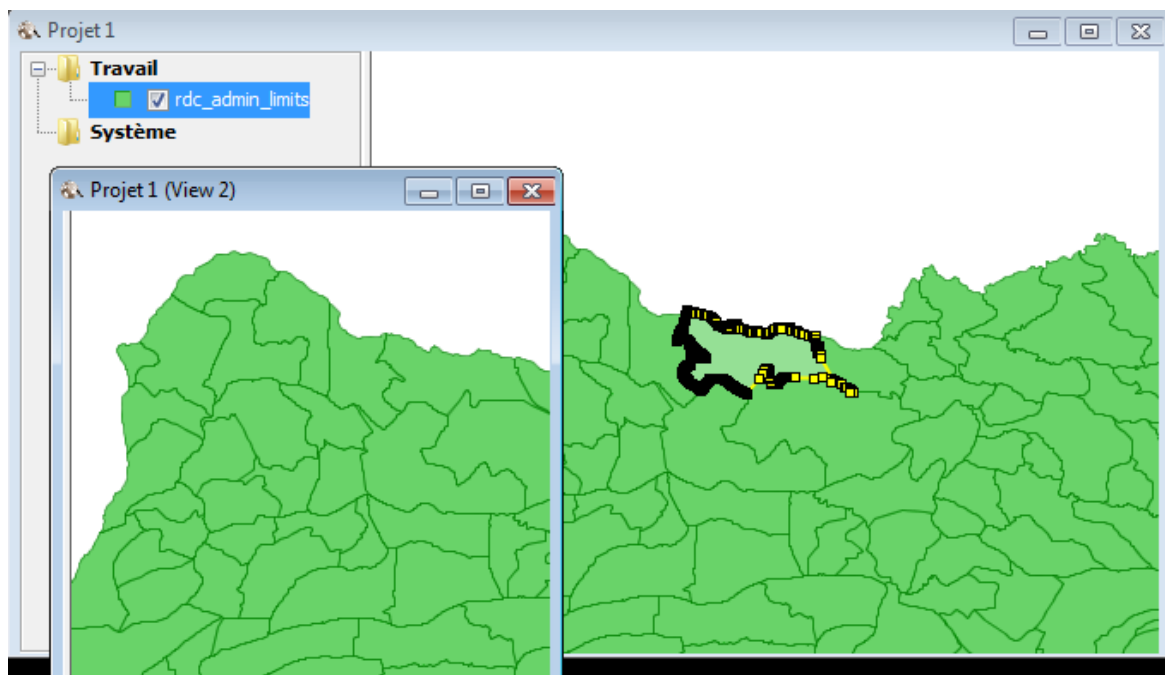 Projet 1
Travail
rdc_admin_limits
Système
Projet 1 (View 2)